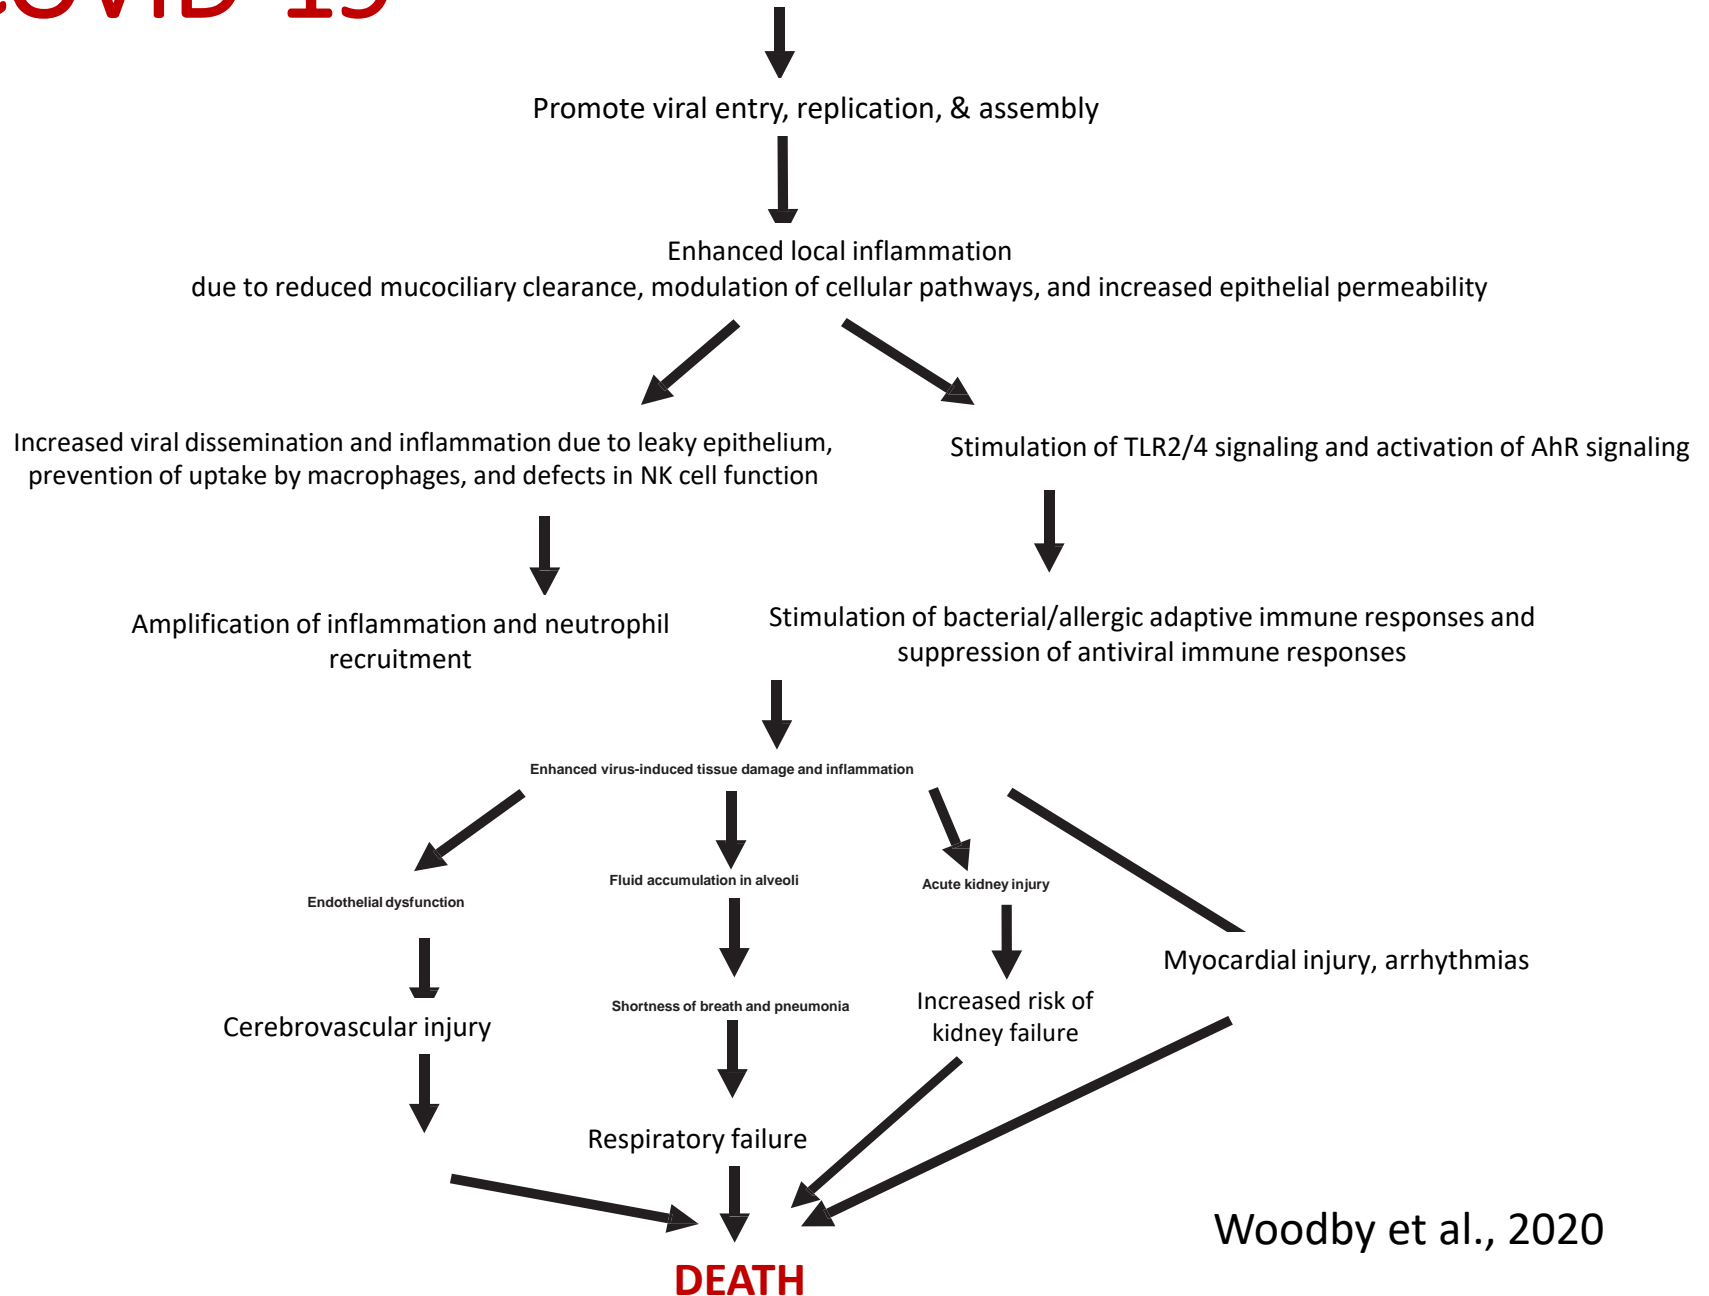 COVID-19
Promote viral entry, replication, & assembly
Enhanced local inflammation
due to reduced mucociliary clearance, modulation of cellular pathways, and increased epithelial permeability
Increased viral dissemination and inflammation due to leaky epithelium,
prevention of uptake by macrophages, and defects in NK cell function
Stimulation of TLR2/4 signaling and activation of AhR signaling
Amplification of inflammation and neutrophil
recruitment
Stimulation of bacterial/allergic adaptive immune responses and
suppression of antiviral immune responses
Enhanced virus-induced tissue damage and inflammation
Endothelial dysfunction
Fluid accumulation in alveoli
Acute kidney injury
Myocardial injury, arrhythmias
Cerebrovascular injury
Shortness of breath and pneumonia
Increased risk of
kidney failure
Respiratory failure
Woodby et al., 2020
DEATH